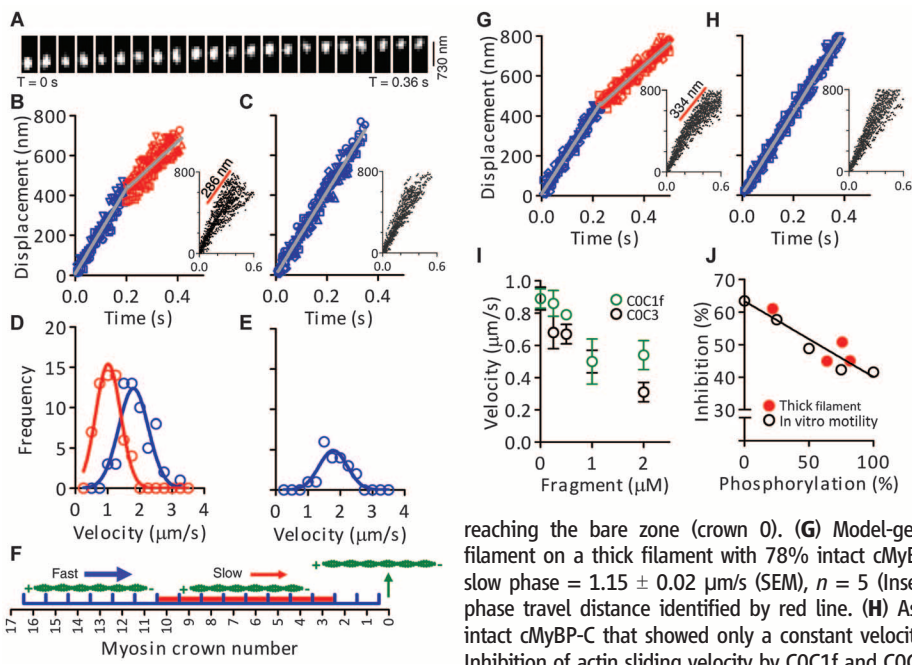 A
T = 0 s
T = 0.36 s
730 nm
B
C
Displacement (nm)
800
600
400
200
0
0.0 0.2 0.4
Time (s)
800
286 nm
0
0.0 0.6
0.0 0.2 0.4
Time (s)
800
0
0.0 0.6
D
E
Frequency
20
15
10
5
0
0 1 2 3 4
Velocity (μm/s)
0 1 2 3 4
Velocity (μm/s)
F
Fast
Slow
+ -
+ -
+ -
17 16 15 14 13 12 11 10 9 8 7 6 5 4 3 2 1 0
Myosin crown number
G
H
Displacement (nm)
800
600
400
200
0
0.0 0.2 0.4
Time (s)
800
334 nm
0
0.0 0.6
0.0 0.2 0.4
Time (s)
800
0
0.0 0.6
I
J
Velocity (μm/s)
1.0
0.8
0.6
0.4
0.2
0.0
C0C1f
C0C3
0 1 2
Fragment (μM)
Inhibition (%)
70
60
50
40
30
0
Thick filament
In vitro motility
0 50 100
Phosphorylation (%)
reaching the bare zone (crown 0). (G) Model-ge
filament on a thick filament with 78% intact cMyB
slow phase = 1.15 ± 0.02 μm/s (SEM), n = 5 (Inse
phase travel distance identified by red line. (H) As
intact cMyBP-C that showed only a constant velocit
Inhibition of actin sliding velocity by C0C1f and C0C